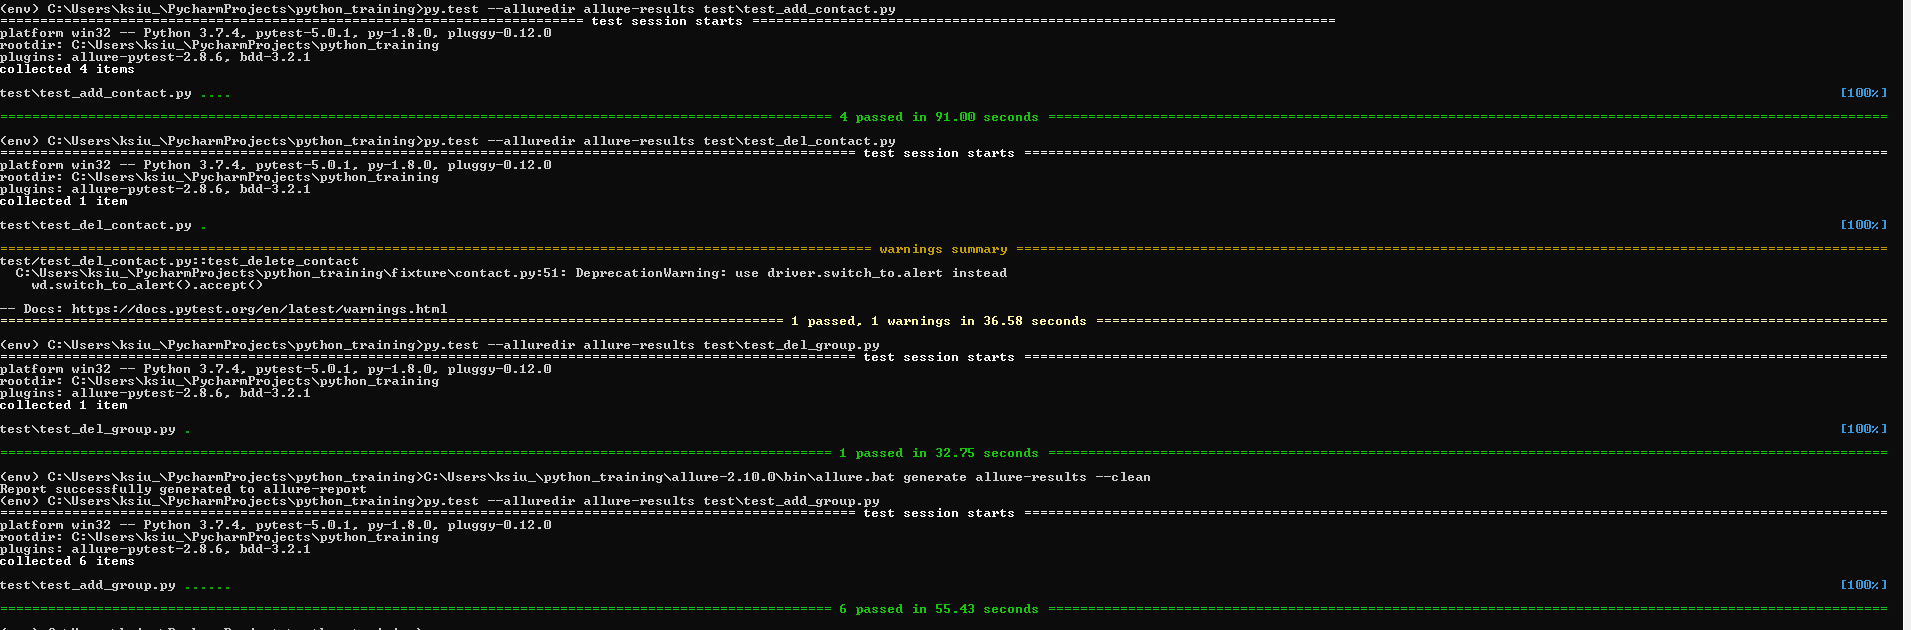 (env) C:\Users\ksiu_\PycharmProjects\python_training>py.test --alluredir allure-results test\test_add_contact.py
========================= test session starts =========================
platform win32 -- Python 3.7.4, pytest-5.0.1, py-1.8.0, pluggy-0.12.0
rootdir: C:\Users\ksiu_\PycharmProjects\python_training
plugins: allure-pytest-2.8.6, bdd-3.2.1
collected 4 items
test\test_add_contact.py .... [100%]
========================= 4 passed in 91.00 seconds =========================
(env) C:\Users\ksiu_\PycharmProjects\python_training>py.test --alluredir allure-results test\test_del_contact.py
========================= test session starts =========================
platform win32 -- Python 3.7.4, pytest-5.0.1, py-1.8.0, pluggy-0.12.0
rootdir: C:\Users\ksiu_\PycharmProjects\python_training
plugins: allure-pytest-2.8.6, bdd-3.2.1
collected 1 item
test\test_del_contact.py . [100%]
========================= warnings summary =========================
test/test_del_contact.py::test_delete_contact
  C:\Users\ksiu_\PycharmProjects\python_training\fixture\contact.py:51: DeprecationWarning: use driver.switch_to.alert instead
    wd.switch_to_alert().accept()
-- Docs: https://docs.pytest.org/en/latest/warnings.html
========================= 1 passed, 1 warnings in 36.58 seconds =========================
(env) C:\Users\ksiu_\PycharmProjects\python_training>py.test --alluredir allure-results test\test_del_group.py
========================= test session starts =========================
platform win32 -- Python 3.7.4, pytest-5.0.1, py-1.8.0, pluggy-0.12.0
rootdir: C:\Users\ksiu_\PycharmProjects\python_training
plugins: allure-pytest-2.8.6, bdd-3.2.1
collected 1 item
test\test_del_group.py . [100%]
========================= 1 passed in 32.75 seconds =========================
(env) C:\Users\ksiu_\PycharmProjects\python_training>C:\Users\ksiu_\python_training\allure-2.10.0\bin\allure.bat generate allure-results --clean
Report successfully generated to allure-report
(env) C:\Users\ksiu_\PycharmProjects\python_training>py.test --alluredir allure-results test\test_add_group.py
========================= test session starts =========================
platform win32 -- Python 3.7.4, pytest-5.0.1, py-1.8.0, pluggy-0.12.0
rootdir: C:\Users\ksiu_\PycharmProjects\python_training
plugins: allure-pytest-2.8.6, bdd-3.2.1
collected 6 items
test\test_add_group.py ...... [100%]
========================= 6 passed in 55.43 seconds =========================